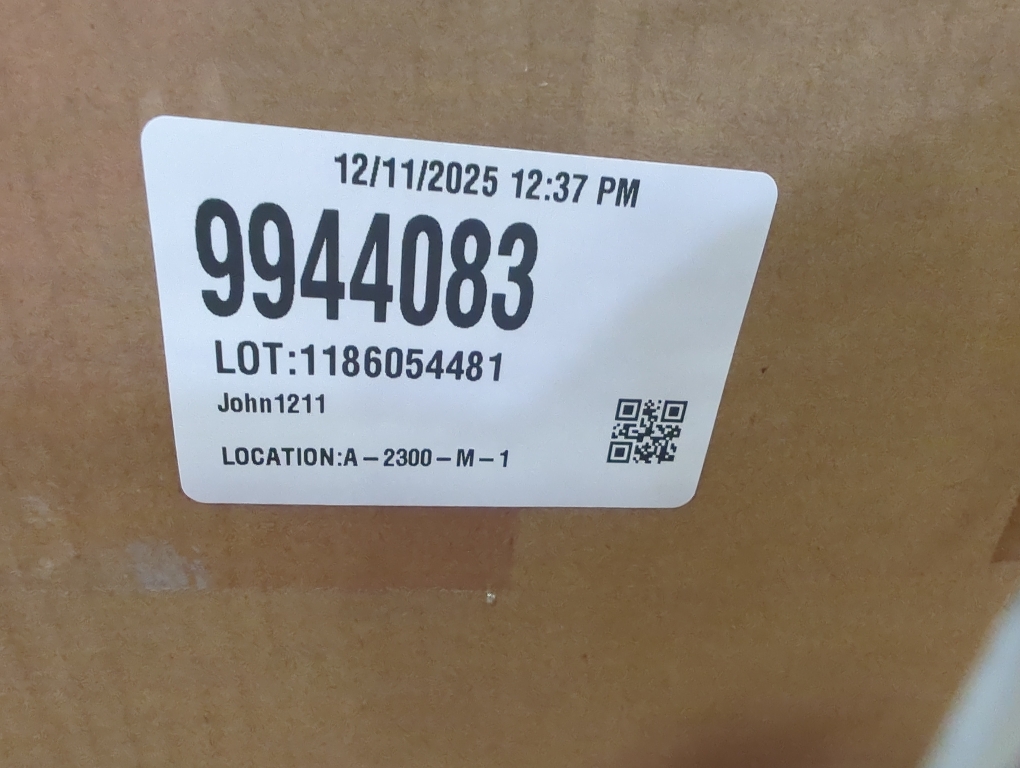 12/11/2025 12:37 PM
9944083
LOT:1186054481
John1211
LOCATION:A-2300-M-1